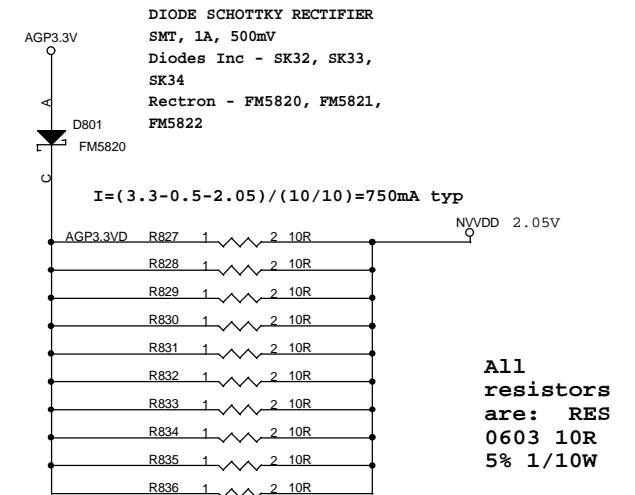 DIODE SCHOTTKY RECTIFIER
SMT, 1A, 500mV
Diodes Inc - SK32, SK33,
SK34
Rectron - FM5820, FM5821,
FM5822
AGP3.3V
A
D801
FM5820
C
I=(3.3-0.5-2.05)/(10/10)=750mA typ
NVVDD 2.05V
AGP3.3VD R827 1 2 10R
R828 1 2 10R
R829 1 2 10R
R830 1 2 10R
R831 1 2 10R
R832 1 2 10R
R833 1 2 10R
R834 1 2 10R
R835 1 2 10R
R836 1 2 10R
All
resistors
are: RES
0603 10R
5% 1/10W